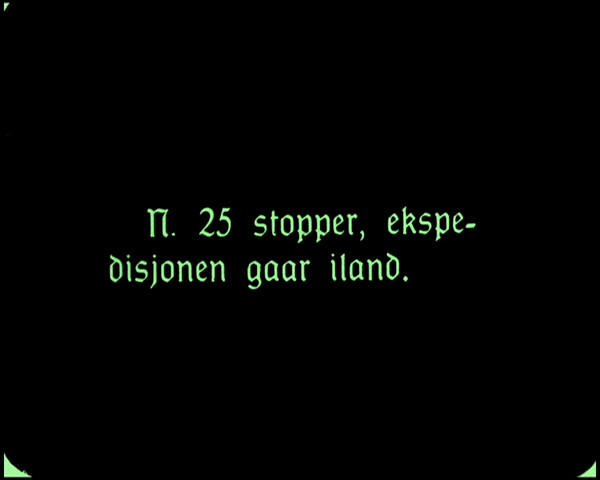 N. 25 stopper, ekspe-
disjonen gaar iland.